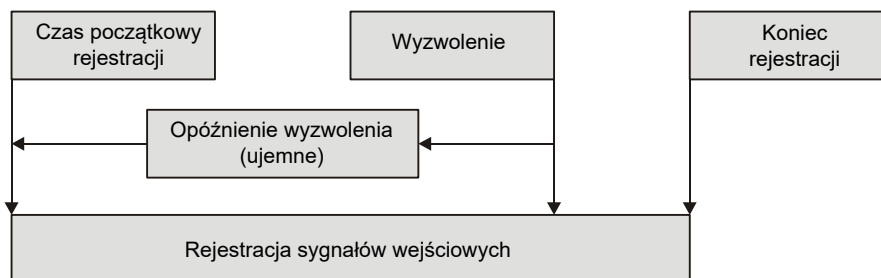 Czas początkowy
rejestracji
Wyzwolenie
Koniec
rejestracji
Opóźnienie wyzwolenia
(ujemne)
Rejestracja sygnałów wejściowych